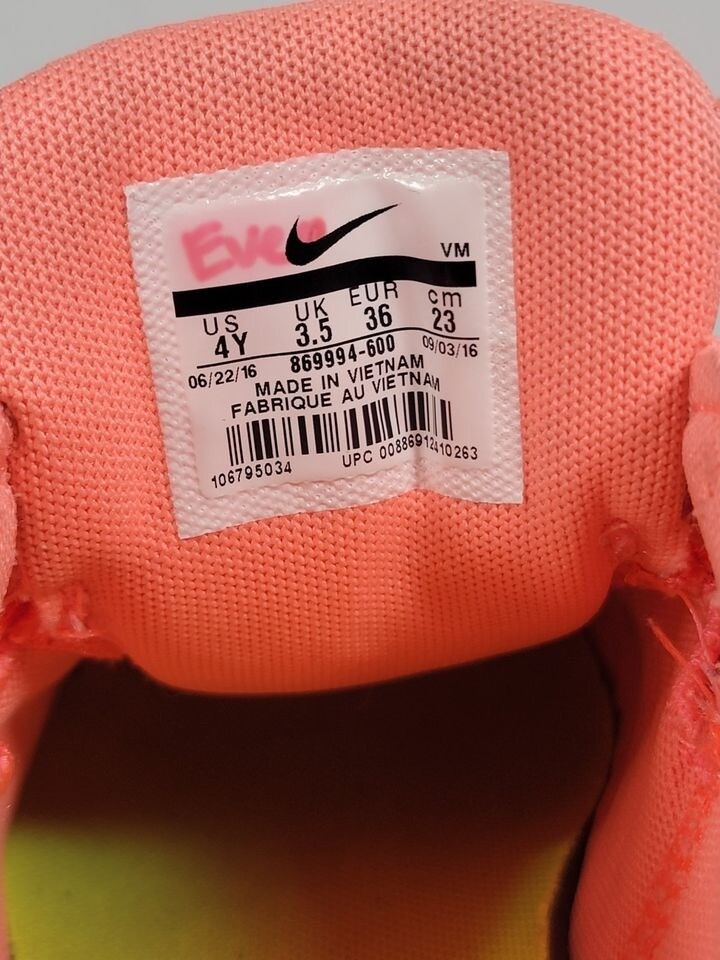 VM
US UK EUR cm
4Y 3.5 36 23
06/22/16 869994-600 09/03/16
MADE IN VIETNAM
FABRIQUE AU VIETNAM
106795034 UPC 00886912410263